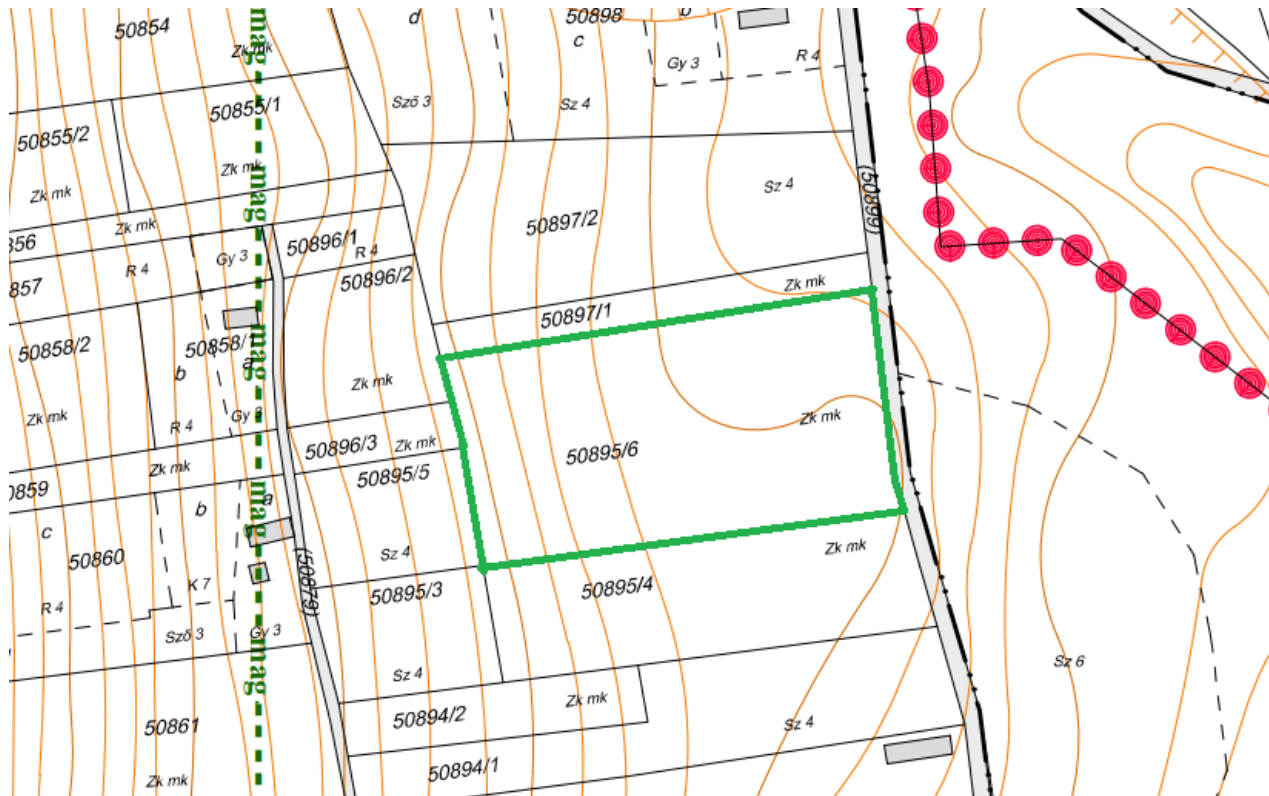 d
50898
b
50854
c
Zk mk
mag
R 4
Gy 3
50855/1
Sző 3
Sz 4
50855/2
mag
Zk mk
Zk mk
Sz 4
(50899)
mag
50897/2
Zk mk
50896/1
R 4
Gy 3
R 4
50896/2
Zk mk
857
50897/1
50858/2
a
b
mag
Zk mk
Zk mk
Gy 3
Zk mk
R 4
Zk mk
50896/3
50895/6
Zk mk
50895/5
b
a
mag
c
Zk mk
Sz 4
50860
K 7
(50879)
50895/3
50895/4
R 4
Sző 3
Gy 3
Sz 6
mag
Sz 4
Zk mk
50894/2
50861
Sz 4
50894/1
Zk mk